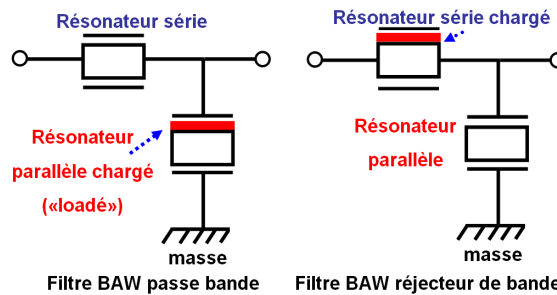 Résonateur série
Résonateur série chargé
Résonateur
parallèle chargé
(«loadé»)
Résonateur
parallèle
masse
masse
Filtre BAW passe bande
Filtre BAW réjecteur de bande